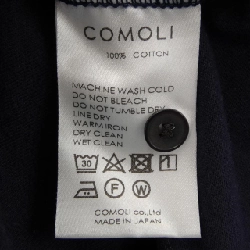 COMOLI
100% COTTON
MACHINE WASH COLD
DO NOT BLEACH
DO NOT TUMBLE DRY
LINE DRY
WARM IRON
DRY CLEAN
WET CLEAN
30
F W
COMOLI co.,Ltd
MADE IN JAPAN